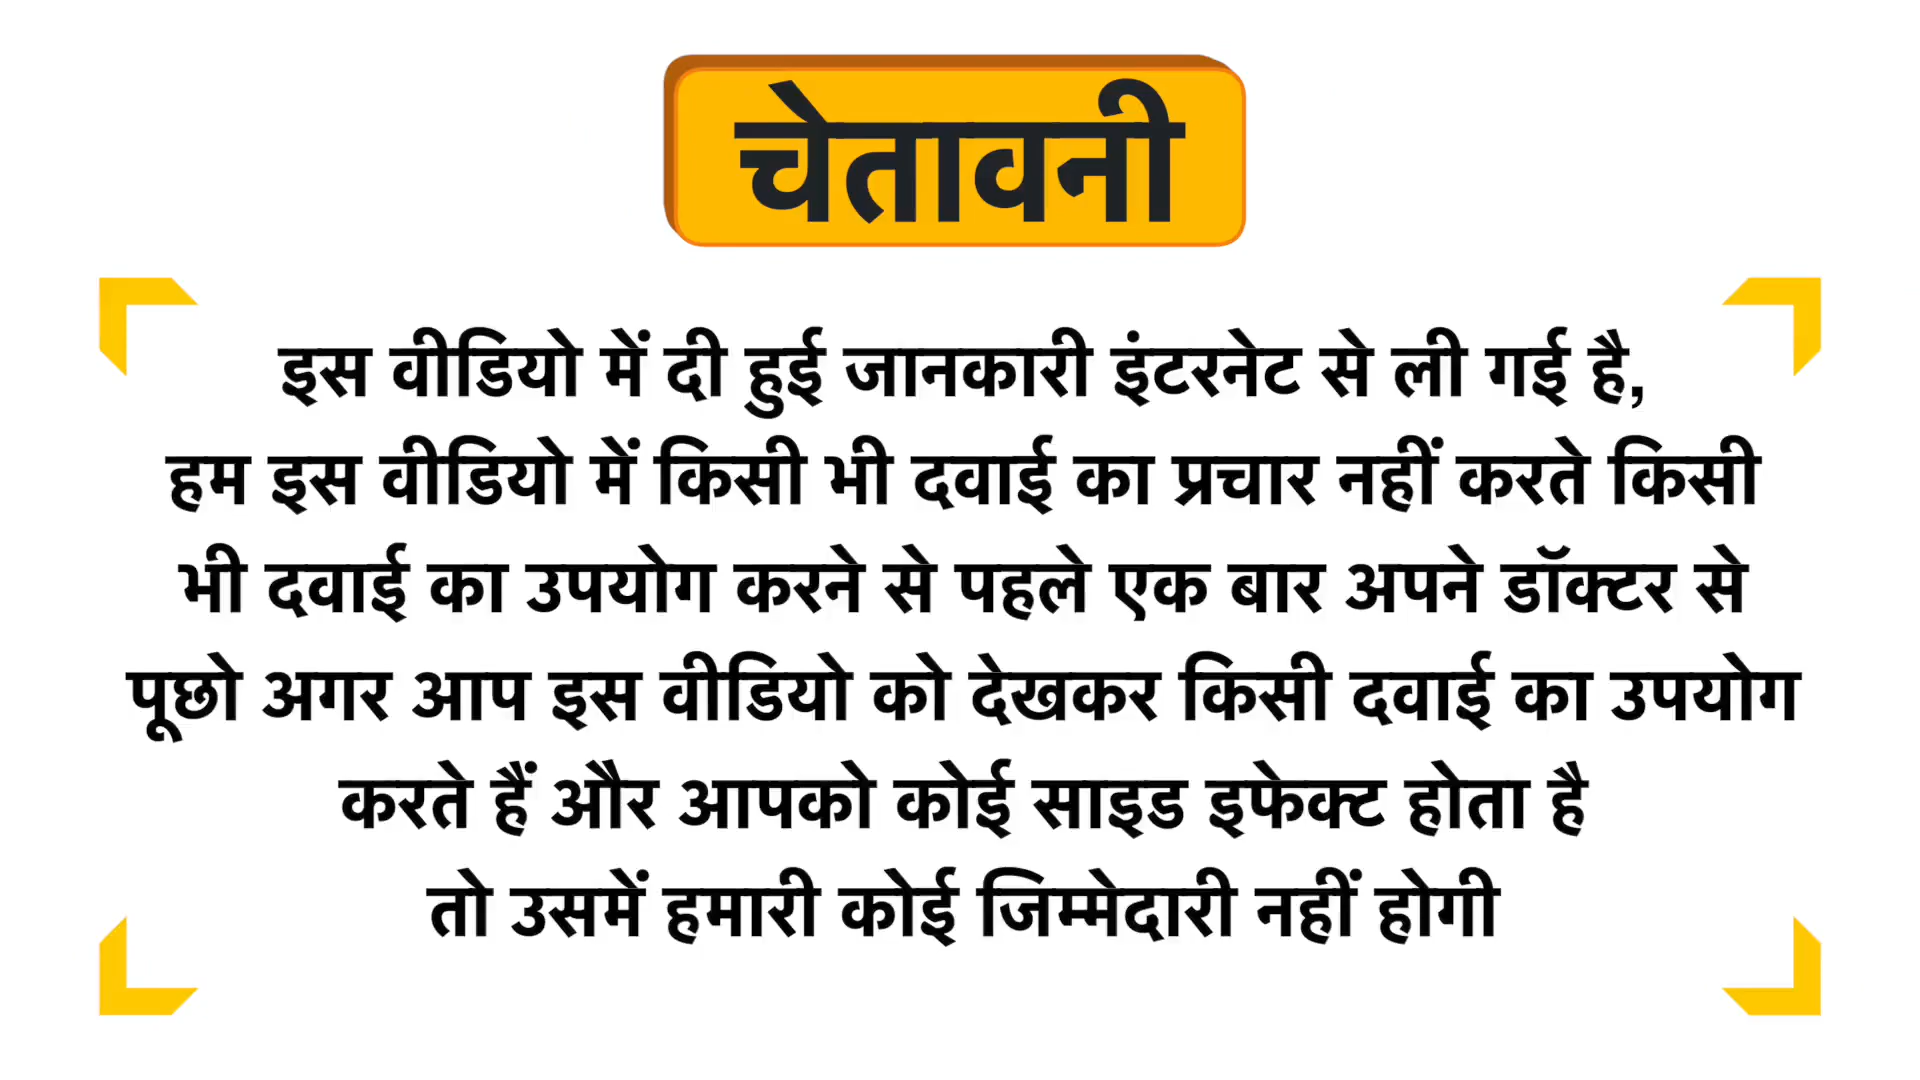 चेतावनी
इस वीडियो में दी हुई जानकारी इंटरनेट से ली गई है,
हम इस वीडियो में किसी भी दवाई का प्रचार नहीं करते किसी
भी दवाई का उपयोग करने से पहले एक बार अपने डॉक्टर से
पूछो अगर आप इस वीडियो को देखकर किसी दवाई का उपयोग
करते हैं और आपको कोई साइड इफेक्ट होता है
तो उसमें हमारी कोई जिम्मेदारी नहीं होगी